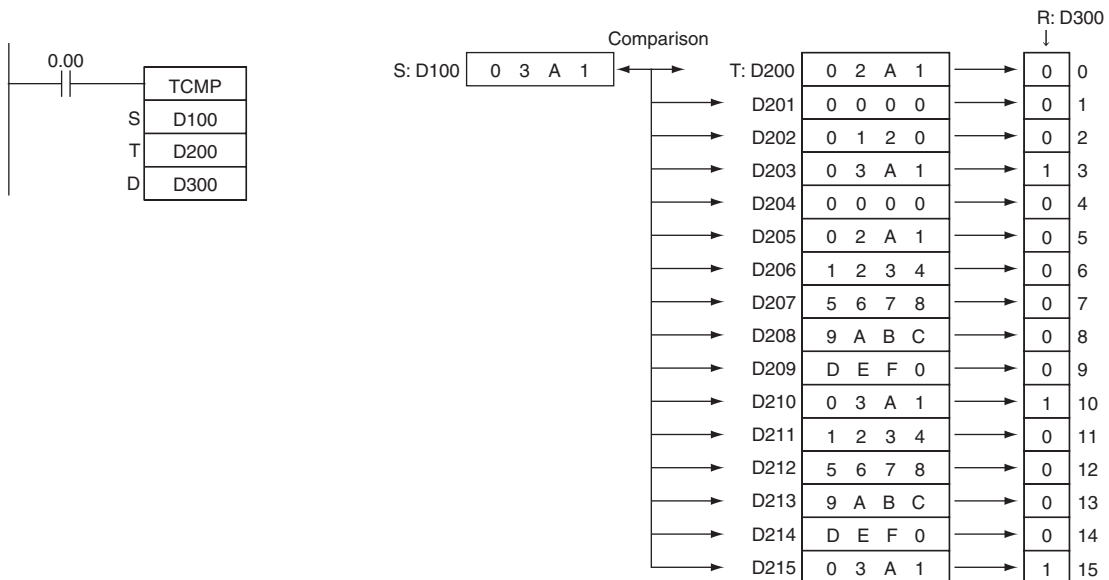 R: D300
↓
0.00
TCMP
S D100
T D200
D D300
Comparison
S: D100 0 3 A 1
T: D200 0 2 A 1 0 0
D201 0 0 0 0 0 1
D202 0 1 2 0 0 2
D203 0 3 A 1 1 3
D204 0 0 0 0 0 4
D205 0 2 A 1 0 5
D206 1 2 3 4 0 6
D207 5 6 7 8 0 7
D208 9 A B C 0 8
D209 D E F 0 0 9
D210 0 3 A 1 1 10
D211 1 2 3 4 0 11
D212 5 6 7 8 0 12
D213 9 A B C 0 13
D214 D E F 0 0 14
D215 0 3 A 1 1 15